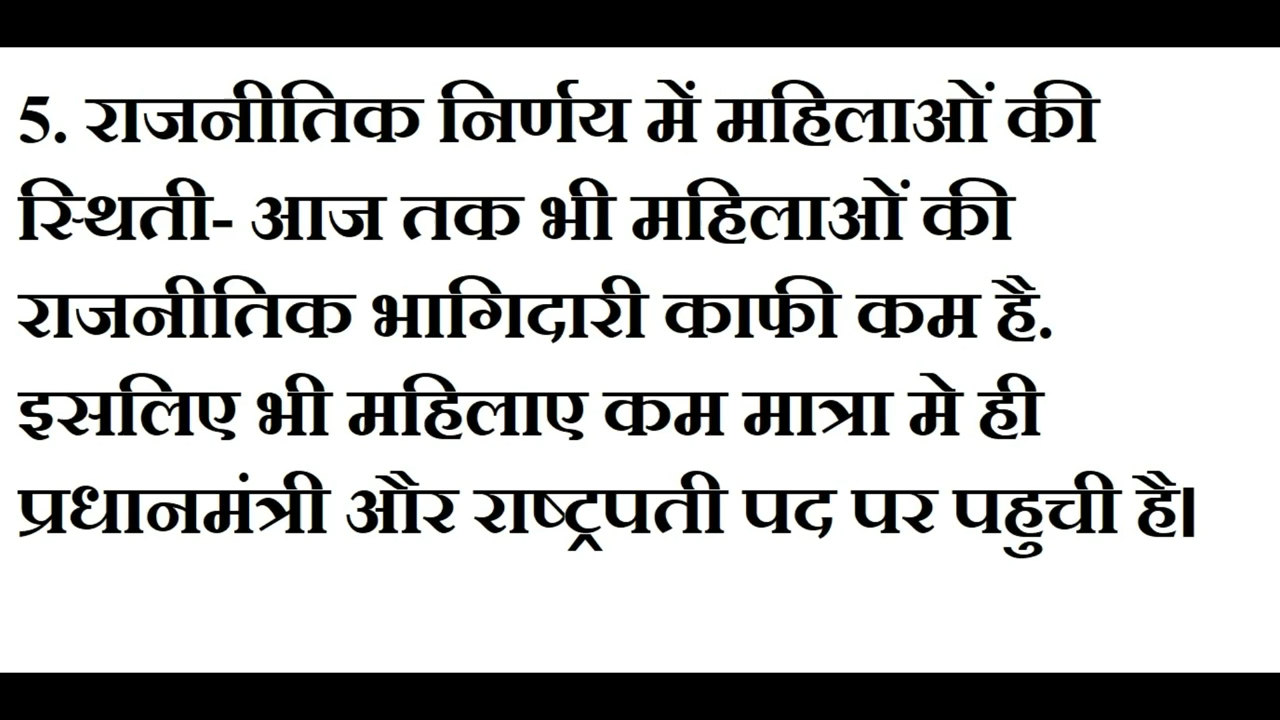 5. राजनीतिक निर्णय में महिलाओं की
स्थिती- आज तक भी महिलाओं की
राजनीतिक भागिदारी काफी कम है.
इसलिए भी महिलाए कम मात्रा मे ही
प्रधानमंत्री और राष्ट्रपती पद पर पहुची है।